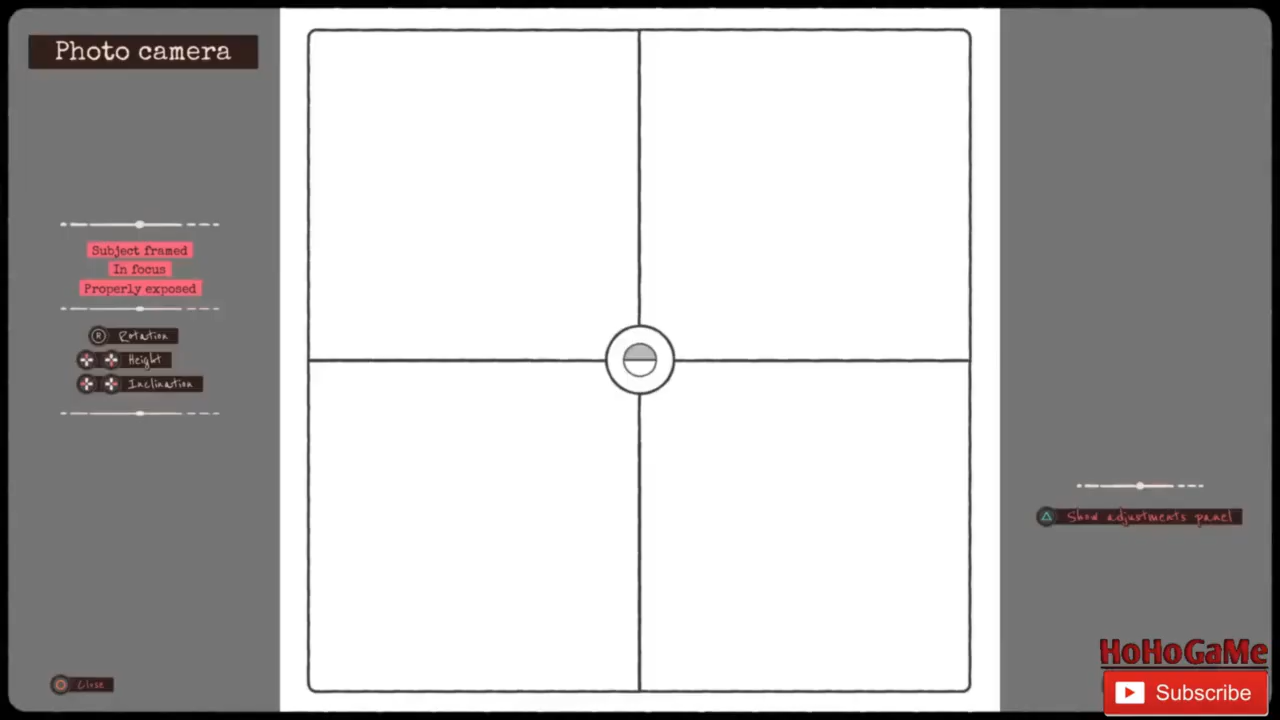 Photo camera
Subject framed
In focus
Properly exposed
R Rotation
Height
Inclination
Show adjustments panel
Close
HoHoGaMe
Subscribe